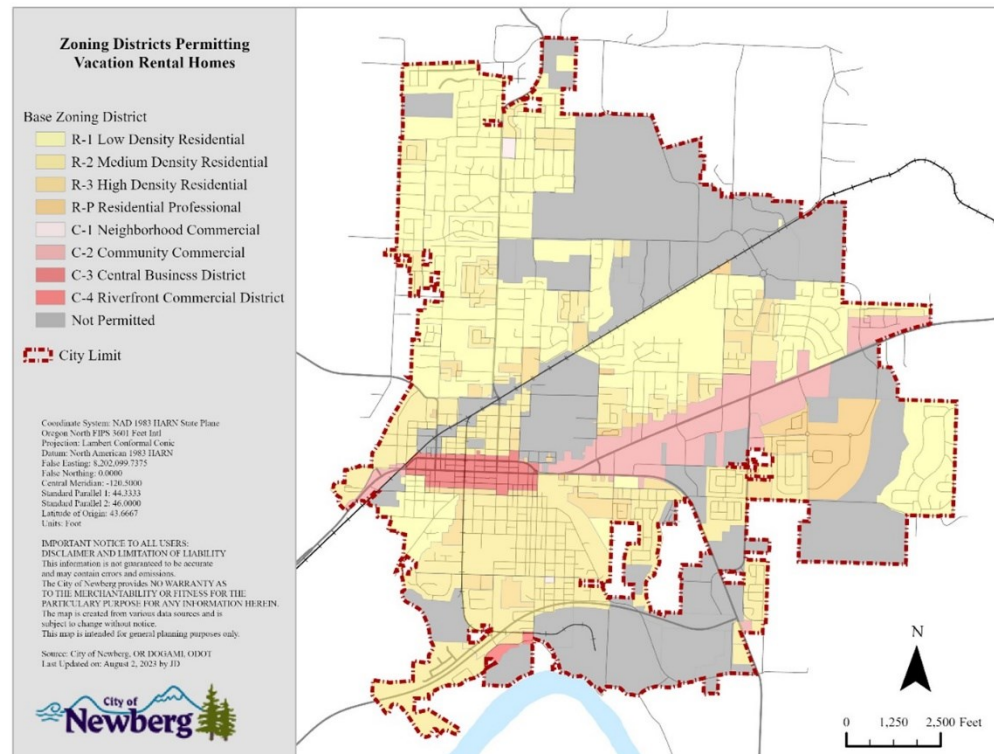 Zoning Districts Permitting
Vacation Rental Homes
Base Zoning District
R-1 Low Density Residential
R-2 Medium Density Residential
R-3 High Density Residential
R-P Residential Professional
C-1 Neighborhood Commercial
C-2 Community Commercial
C-3 Central Business District
C-4 Riverfront Commercial District
Not Permitted
City Limit
Coordinate System: NAD 1983 HARN State Plane
Oregon North FIPS 3601 Feet Intl
Projection: Lambert Conformal Conic
Datum: North American 1983 HARN
False Easting: 8,202,099.7375
False Northing: 0.0000
Central Meridian: -120.5000
Standard Parallel 1: 44.3333
Standard Parallel 2: 46.0000
Latitude of Origin: 43.6667
Units: Foot
IMPORTANT NOTICE TO ALL USERS:
DISCLAIMER AND LIMITATION OF LIABILITY
This information is not guaranteed to be accurate
and may contain errors and omissions.
The City of Newberg provides NO WARRANTY AS
TO THE MERCHANTABILITY OR FITNESS FOR THE
PARTICULARY PURPOSE FOR ANY INFORMATION HEREIN.
The map is created from various data sources and is
subject to change without notice.
This map is intended for general planning purposes only.
Source: City of Newberg, OR DOGAMI, ODOT
Last Updated on: August 2, 2023 by JD
City of
Newberg
N
0 1,250 2,500 Feet